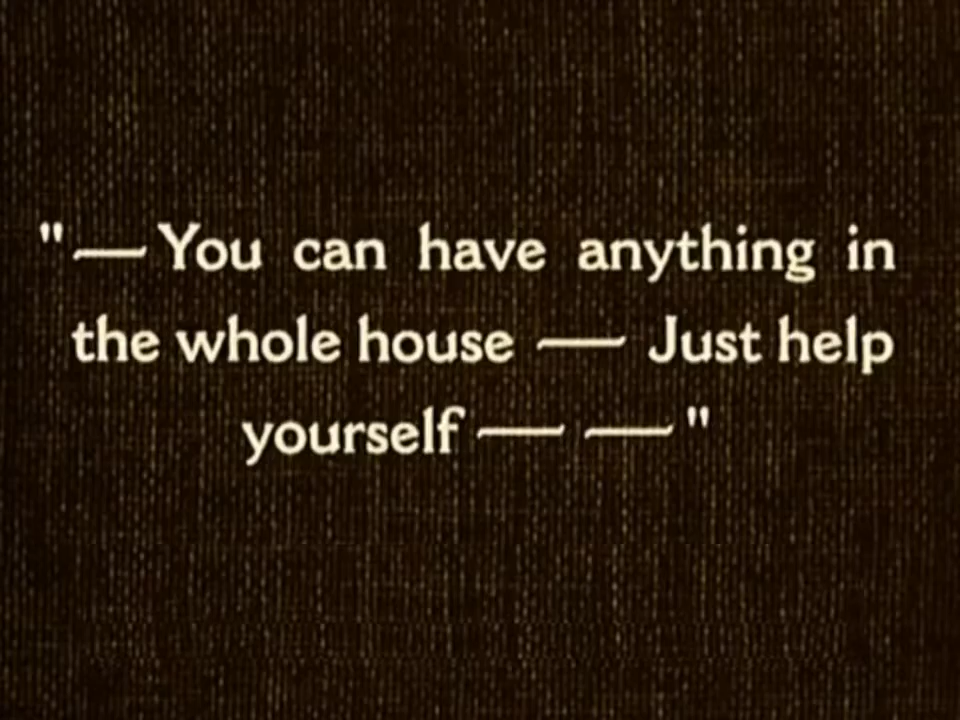 "— You can have anything in
the whole house — Just help
yourself — — "